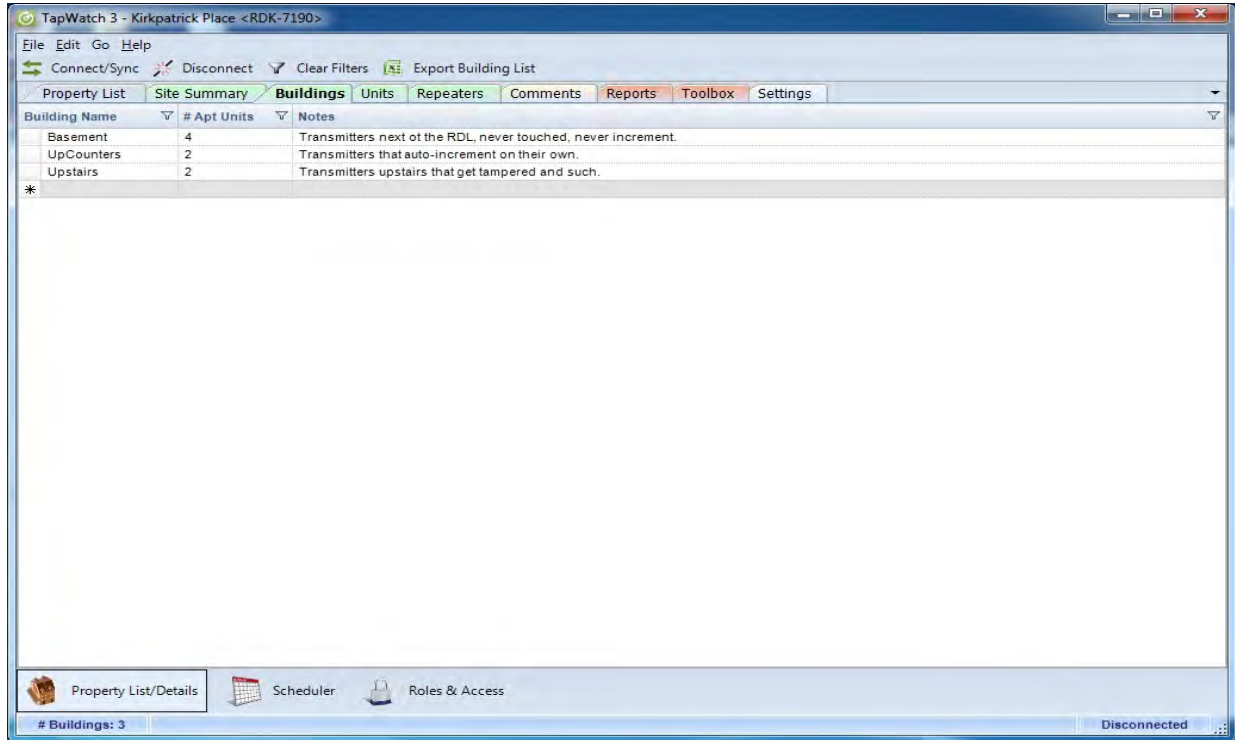 TapWatch 3 - Kirkpatrick Place <RDK-7190>
File Edit Go Help
Connect/Sync Disconnect Clear Filters Export Building List
Property List Site Summary Buildings Units Repeaters Comments Reports Toolbox Settings
Building Name # Apt Units Notes
Basement 4 Transmitters next ot the RDL, never touched, never increment.
UpCounters 2 Transmitters that auto-increment on their own.
Upstairs 2 Transmitters upstairs that get tampered and such.
Property List/Details Scheduler Roles & Access
# Buildings: 3 Disconnected